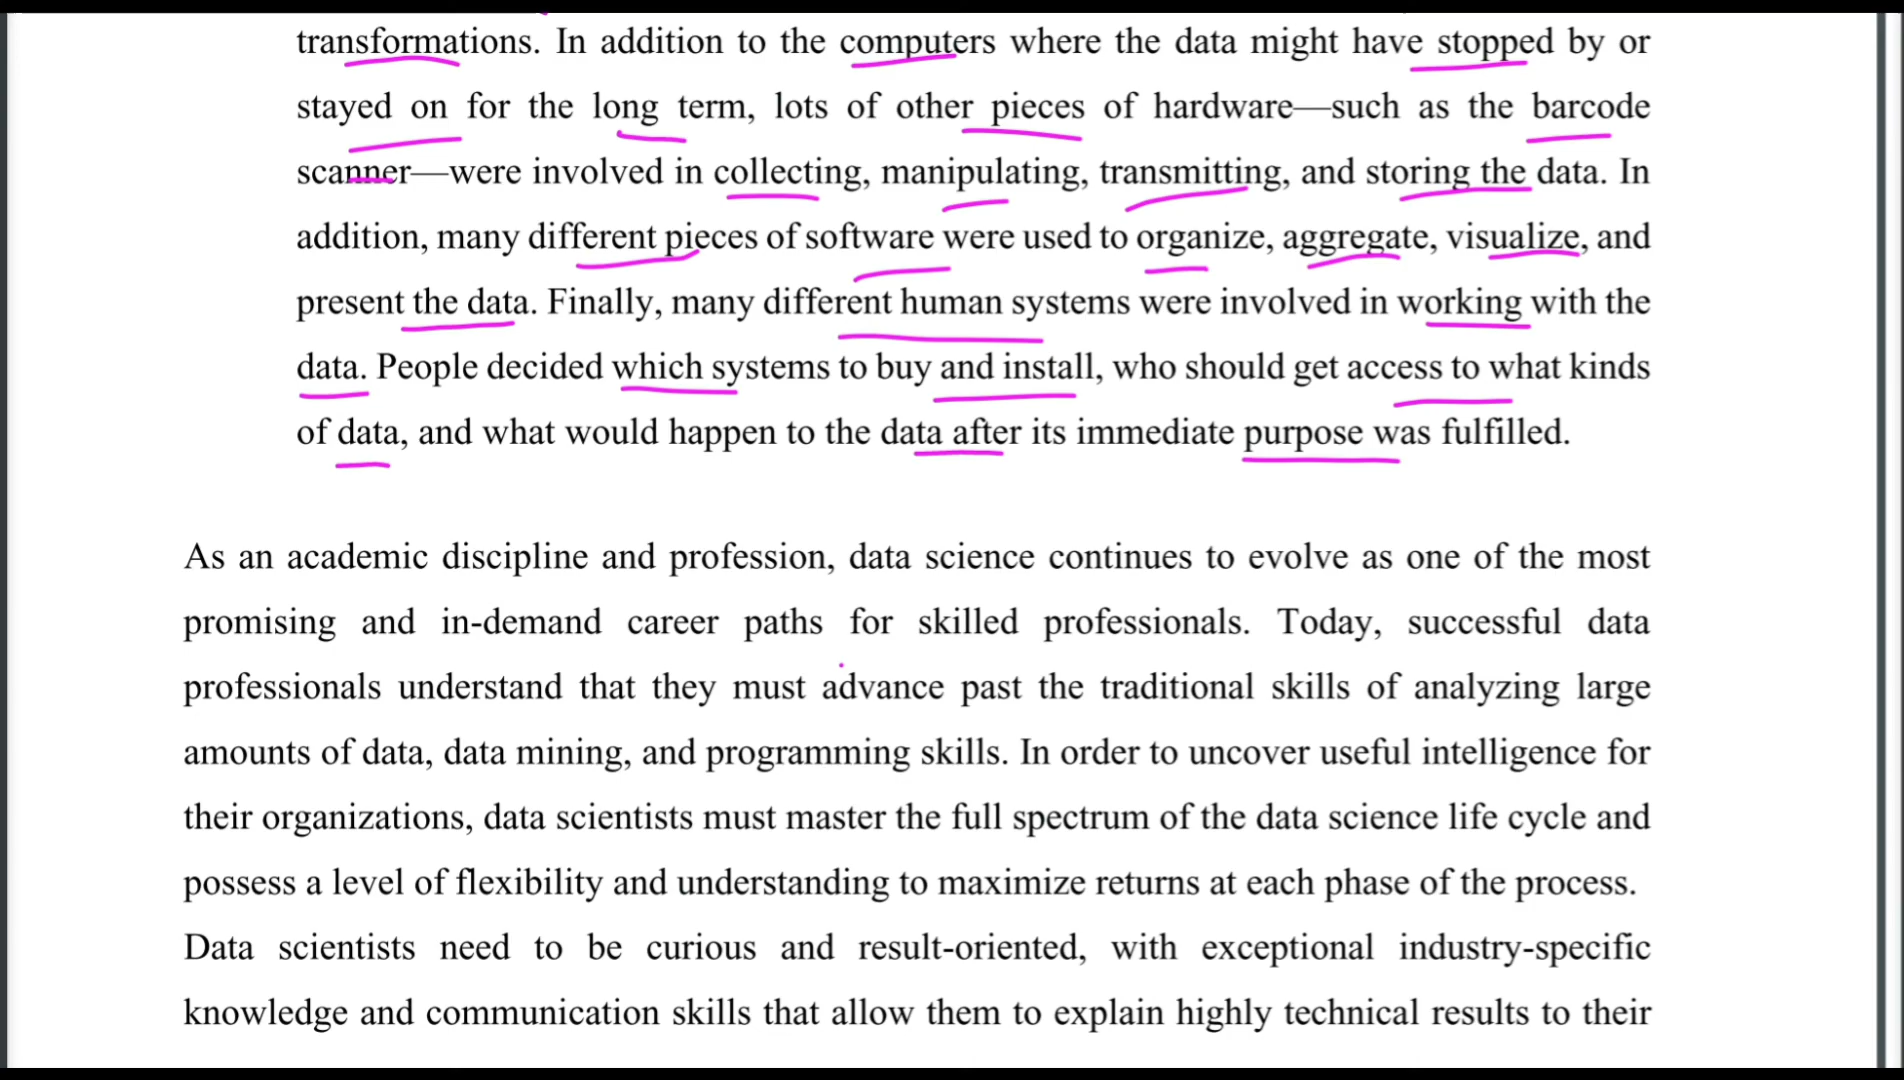 transformations. In addition to the computers where the data might have stopped by or
stayed on for the long term, lots of other pieces of hardware—such as the barcode
scanner—were involved in collecting, manipulating, transmitting, and storing the data. In
addition, many different pieces of software were used to organize, aggregate, visualize, and
present the data. Finally, many different human systems were involved in working with the
data. People decided which systems to buy and install, who should get access to what kinds
of data, and what would happen to the data after its immediate purpose was fulfilled.
As an academic discipline and profession, data science continues to evolve as one of the most
promising and in-demand career paths for skilled professionals. Today, successful data
professionals understand that they must advance past the traditional skills of analyzing large
amounts of data, data mining, and programming skills. In order to uncover useful intelligence for
their organizations, data scientists must master the full spectrum of the data science life cycle and
possess a level of flexibility and understanding to maximize returns at each phase of the process.
Data scientists need to be curious and result-oriented, with exceptional industry-specific
knowledge and communication skills that allow them to explain highly technical results to their